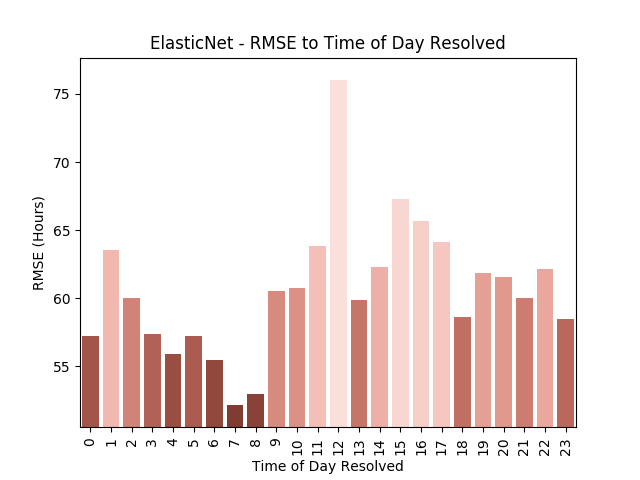 ElasticNet - RMSE to Time of Day Resolved
RMSE (Hours)
75
70
65
60
55
0 1 2 3 4 5 6 7 8 9 10 11 12 13 14 15 16 17 18 19 20 21 22 23
Time of Day Resolved